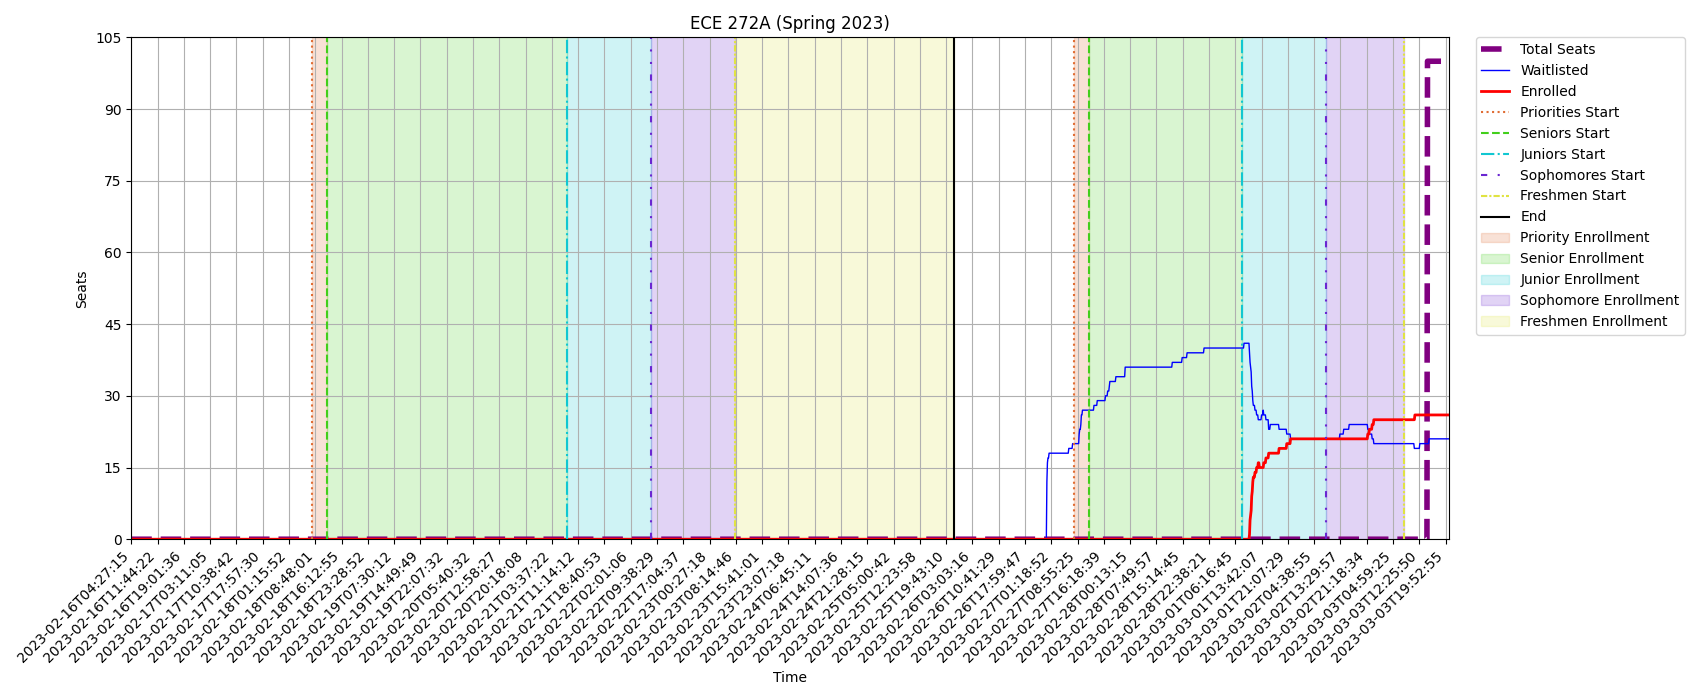 ECE 272A (Spring 2023)
105
90
75
60
45
30
15
0
Seats
2023-02-16T04:27:15
2023-02-16T11:44:22
2023-02-16T19:01:36
2023-02-17T03:11:05
2023-02-17T10:38:42
2023-02-17T17:57:30
2023-02-18T01:15:52
2023-02-18T08:48:01
2023-02-18T16:12:55
2023-02-18T23:28:52
2023-02-19T07:30:12
2023-02-19T14:49:49
2023-02-19T22:07:32
2023-02-20T05:40:32
2023-02-20T12:58:27
2023-02-20T20:18:08
2023-02-21T03:37:22
2023-02-21T11:14:12
2023-02-21T18:40:53
2023-02-22T02:01:06
2023-02-22T09:38:29
2023-02-22T17:04:37
2023-02-23T00:27:18
2023-02-23T08:14:46
2023-02-23T15:41:01
2023-02-23T23:07:18
2023-02-24T06:45:11
2023-02-24T14:07:36
2023-02-24T21:28:15
2023-02-25T05:00:42
2023-02-25T12:23:58
2023-02-25T19:43:10
2023-02-26T03:03:16
2023-02-26T10:41:29
2023-02-26T17:59:47
2023-02-27T01:18:52
2023-02-27T08:55:25
2023-02-27T16:18:39
2023-02-28T00:13:15
2023-02-28T07:49:57
2023-02-28T15:14:45
2023-02-28T22:38:21
2023-03-01T06:16:45
2023-03-01T13:42:07
2023-03-01T21:07:29
2023-03-02T04:38:55
2023-03-02T13:29:57
2023-03-02T21:18:34
2023-03-03T04:59:25
2023-03-03T12:25:50
2023-03-03T19:52:55
Time
Total Seats
Waitlisted
Enrolled
Priorities Start
Seniors Start
Juniors Start
Sophomores Start
Freshmen Start
End
Priority Enrollment
Senior Enrollment
Junior Enrollment
Sophomore Enrollment
Freshmen Enrollment